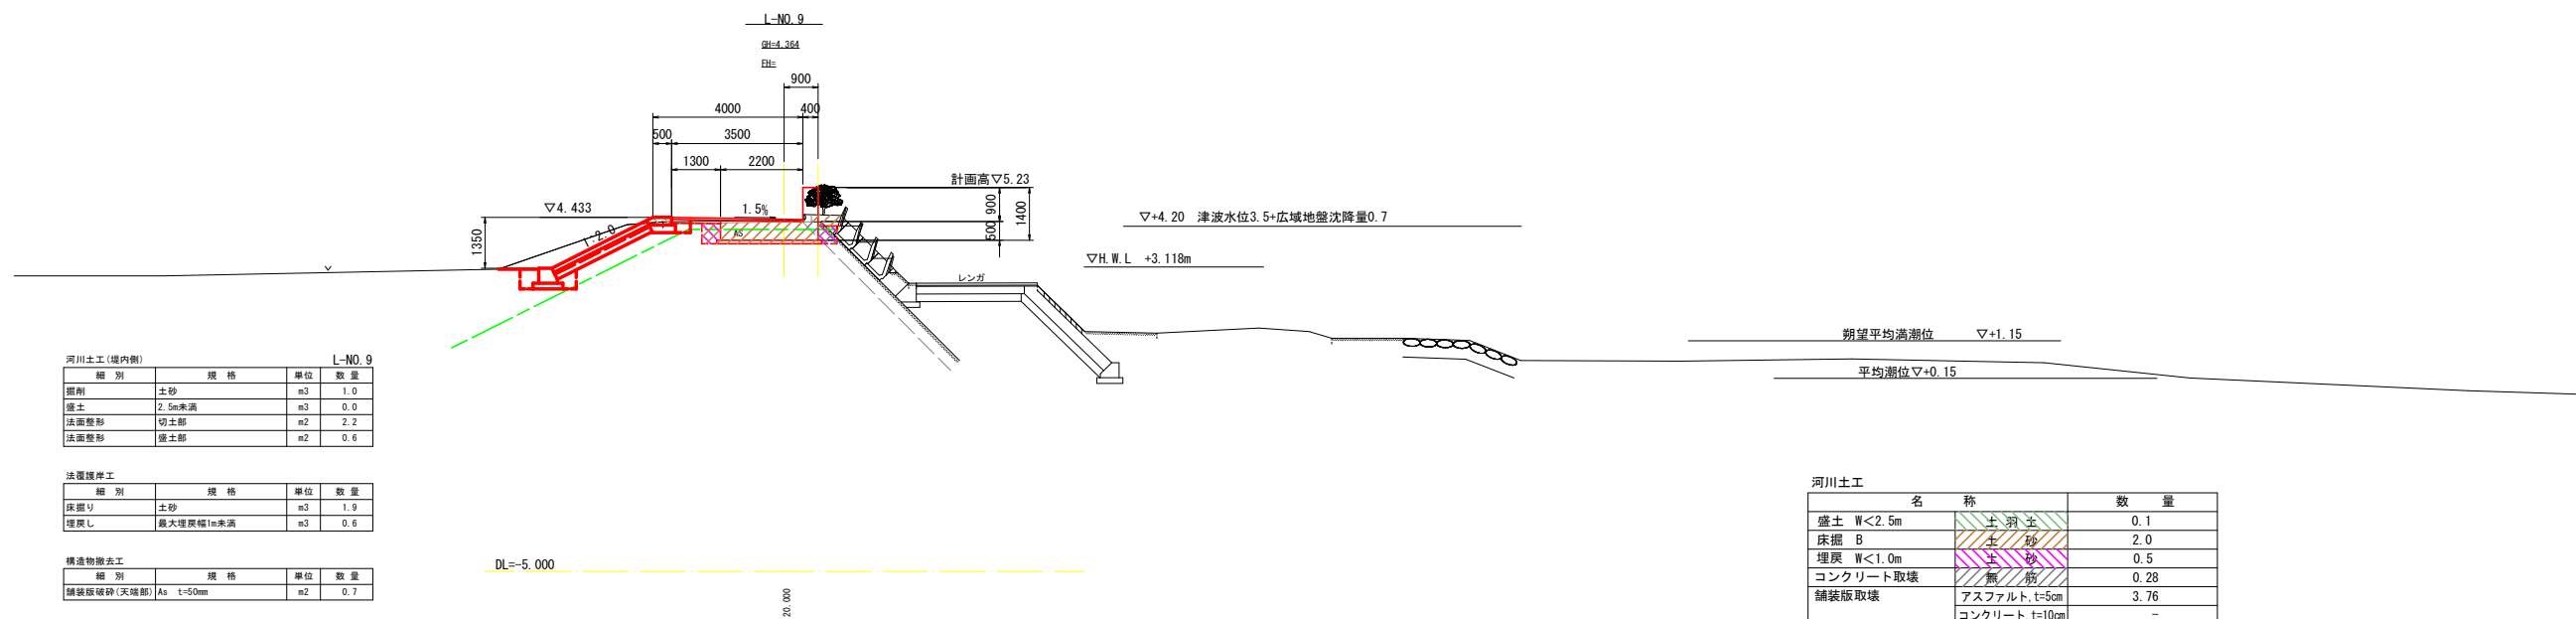 L-NO.9
GH=4.364
FH=
900
4000 400
500 3500
1300 2200
計画高▽5.23
▽4.433
1.5%
900
1400
500
1350
1:2.0
As
▽+4.20 津波水位3.5+広域地盤沈降量0.7
▽H.W.L +3.118m
レンガ
朔望平均満潮位 ▽+1.15
平均潮位▽+0.15
河川土工(堤内側) L-NO.9
細 別 規 格 単位 数 量
掘削 土砂 m3 1.0
盛土 2.5m未満 m3 0.0
法面整形 切土部 m2 2.2
法面整形 盛土部 m2 0.6
法覆護岸工
細 別 規 格 単位 数 量
床掘り 土砂 m3 1.9
埋戻し 最大埋戻幅1m未満 m3 0.6
構造物撤去工
細 別 規 格 単位 数 量
舗装版破砕(天端部) As t=50mm m2 0.7
DL=-5.000
20.000
河川土工
名 称 数 量
盛土 W<2.5m 土羽土 0.1
床掘 B 土 砂 2.0
埋戻 W<1.0m 土 砂 0.5
コンクリート取壊 無 筋 0.28
舗装版取壊 アスファルト,t=5cm 3.76
コンクリート,t=10cm -